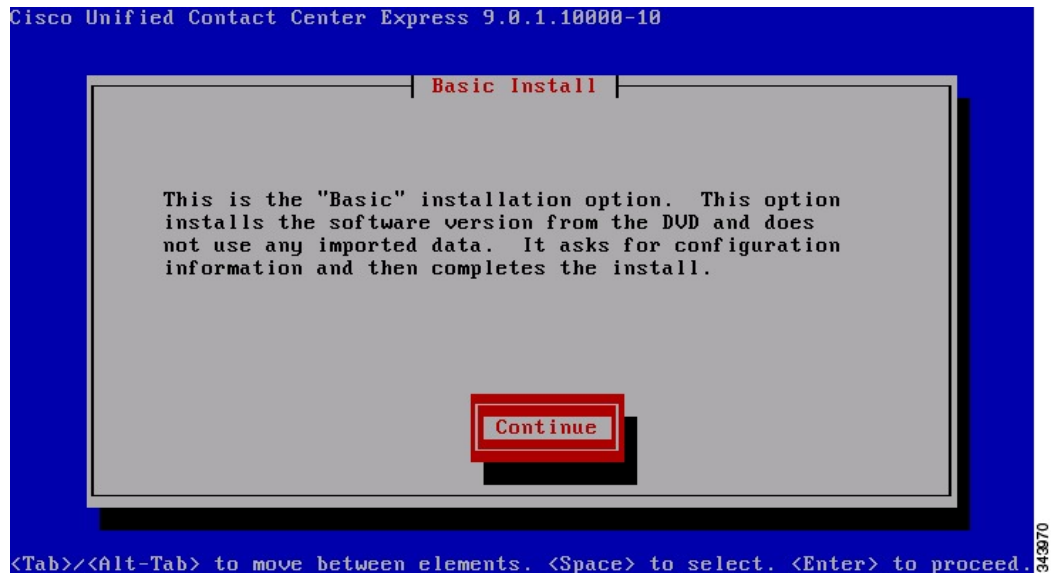 Cisco Unified Contact Center Express 9.0.1.10000-10
Basic Install
This is the "Basic" installation option.  This option
installs the software version from the DVD and does
not use any imported data.  It asks for configuration
information and then completes the install.
Continue
<Tab>/<Alt-Tab> to move between elements. <Space> to select. <Enter> to proceed.
343970